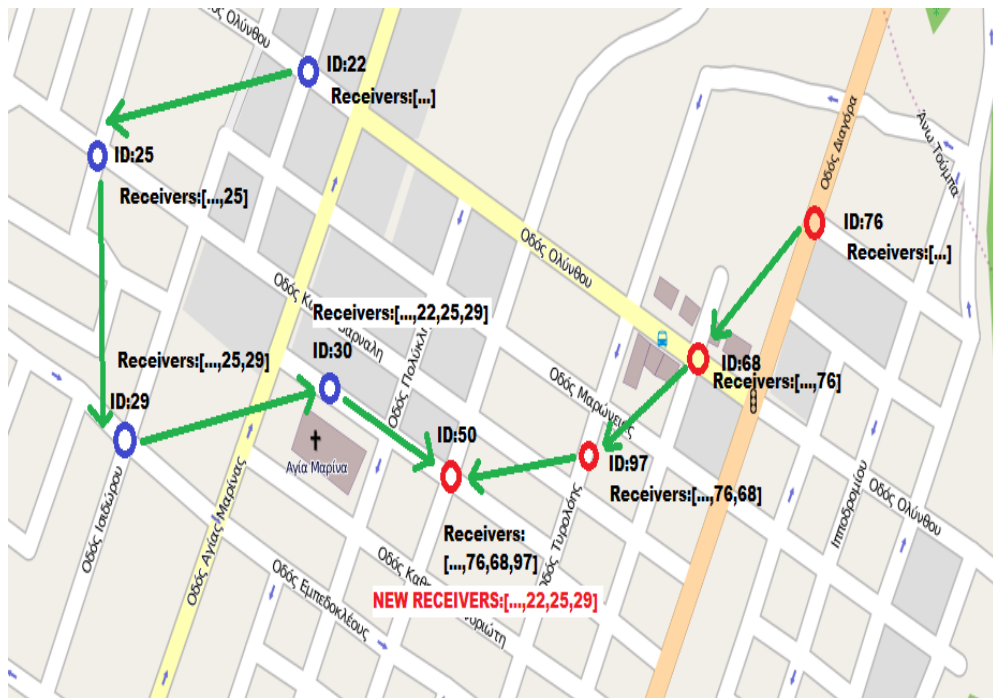 Οδός Ολύνθου
ID:22
Receivers:[...]
ID:25
Receivers:[...,25]
Οδός Διαγόρα
Άνω Τούμπα
ID:76
Receivers:[...]
Οδός Ολύνθου
Receivers:[...,22,25,29]
ID:30
Οδός Πολύκλ
Receivers:[...,25,29]
ID:29
ID:68
Receivers:[...,76]
Οδός Μαρώνειας
ID:50
Αγία Μαρίνα
ID:97
Receivers:[...,76,68]
Οδός Ολύνθου
Ιπποδρομίου
Οδός Τυρολόης
Οδός Ισιδώρου
Οδός Αγίας Μαρίνας
Receivers:
[...,76,68,97]
Οδός Εμπεδοκλέους
NEW RECEIVERS:[...,22,25,29]